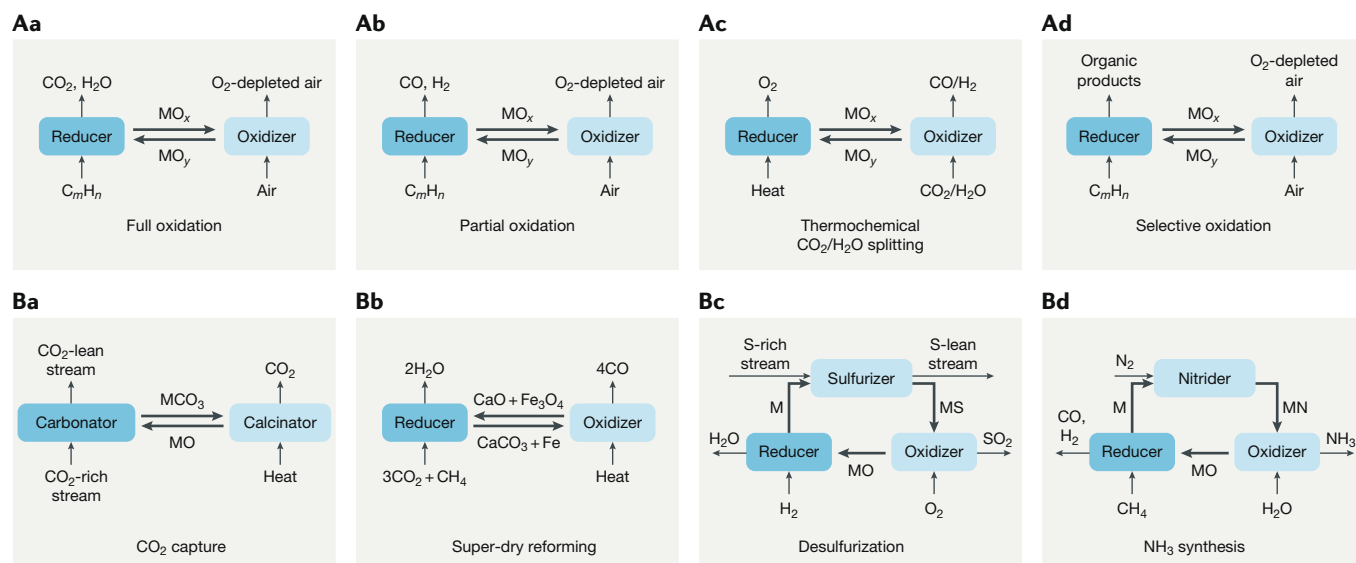 Aa
CO₂, H₂O
O₂-depleted air
MOₓ
Reducer
Oxidizer
MOᵧ
CₘHₙ
Air
Full oxidation
Ab
CO, H₂
O₂-depleted air
MOₓ
Reducer
Oxidizer
MOᵧ
CₘHₙ
Air
Partial oxidation
Ac
O₂
CO/H₂
MOₓ
Reducer
Oxidizer
MOᵧ
Heat
CO₂/H₂O
Thermochemical
CO₂/H₂O splitting
Ad
Organic
products
O₂-depleted
air
MOₓ
Reducer
Oxidizer
MOᵧ
CₘHₙ
Air
Selective oxidation
Ba
CO₂-lean
stream
CO₂
MCO₃
Carbonator
Calcinator
MO
CO₂-rich
stream
Heat
CO₂ capture
Bb
2H₂O
4CO
CaO + Fe₃O₄
Reducer
Oxidizer
CaCO₃ + Fe
3CO₂ + CH₄
Heat
Super-dry reforming
Bc
S-rich
stream
S-lean
stream
Sulfurizer
M
MS
H₂O
SO₂
Reducer
Oxidizer
MO
H₂
O₂
Desulfurization
Bd
N₂
Nitrider
M
MN
CO,
H₂
NH₃
Reducer
Oxidizer
MO
CH₄
H₂O
NH₃ synthesis